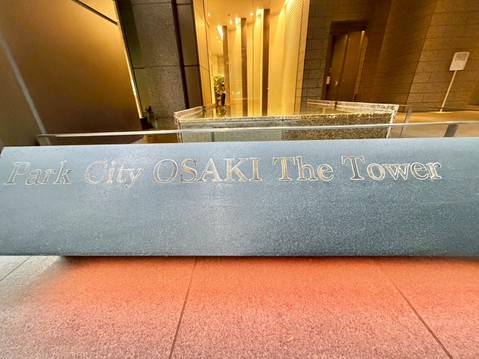 Park City OSAKI The Tower